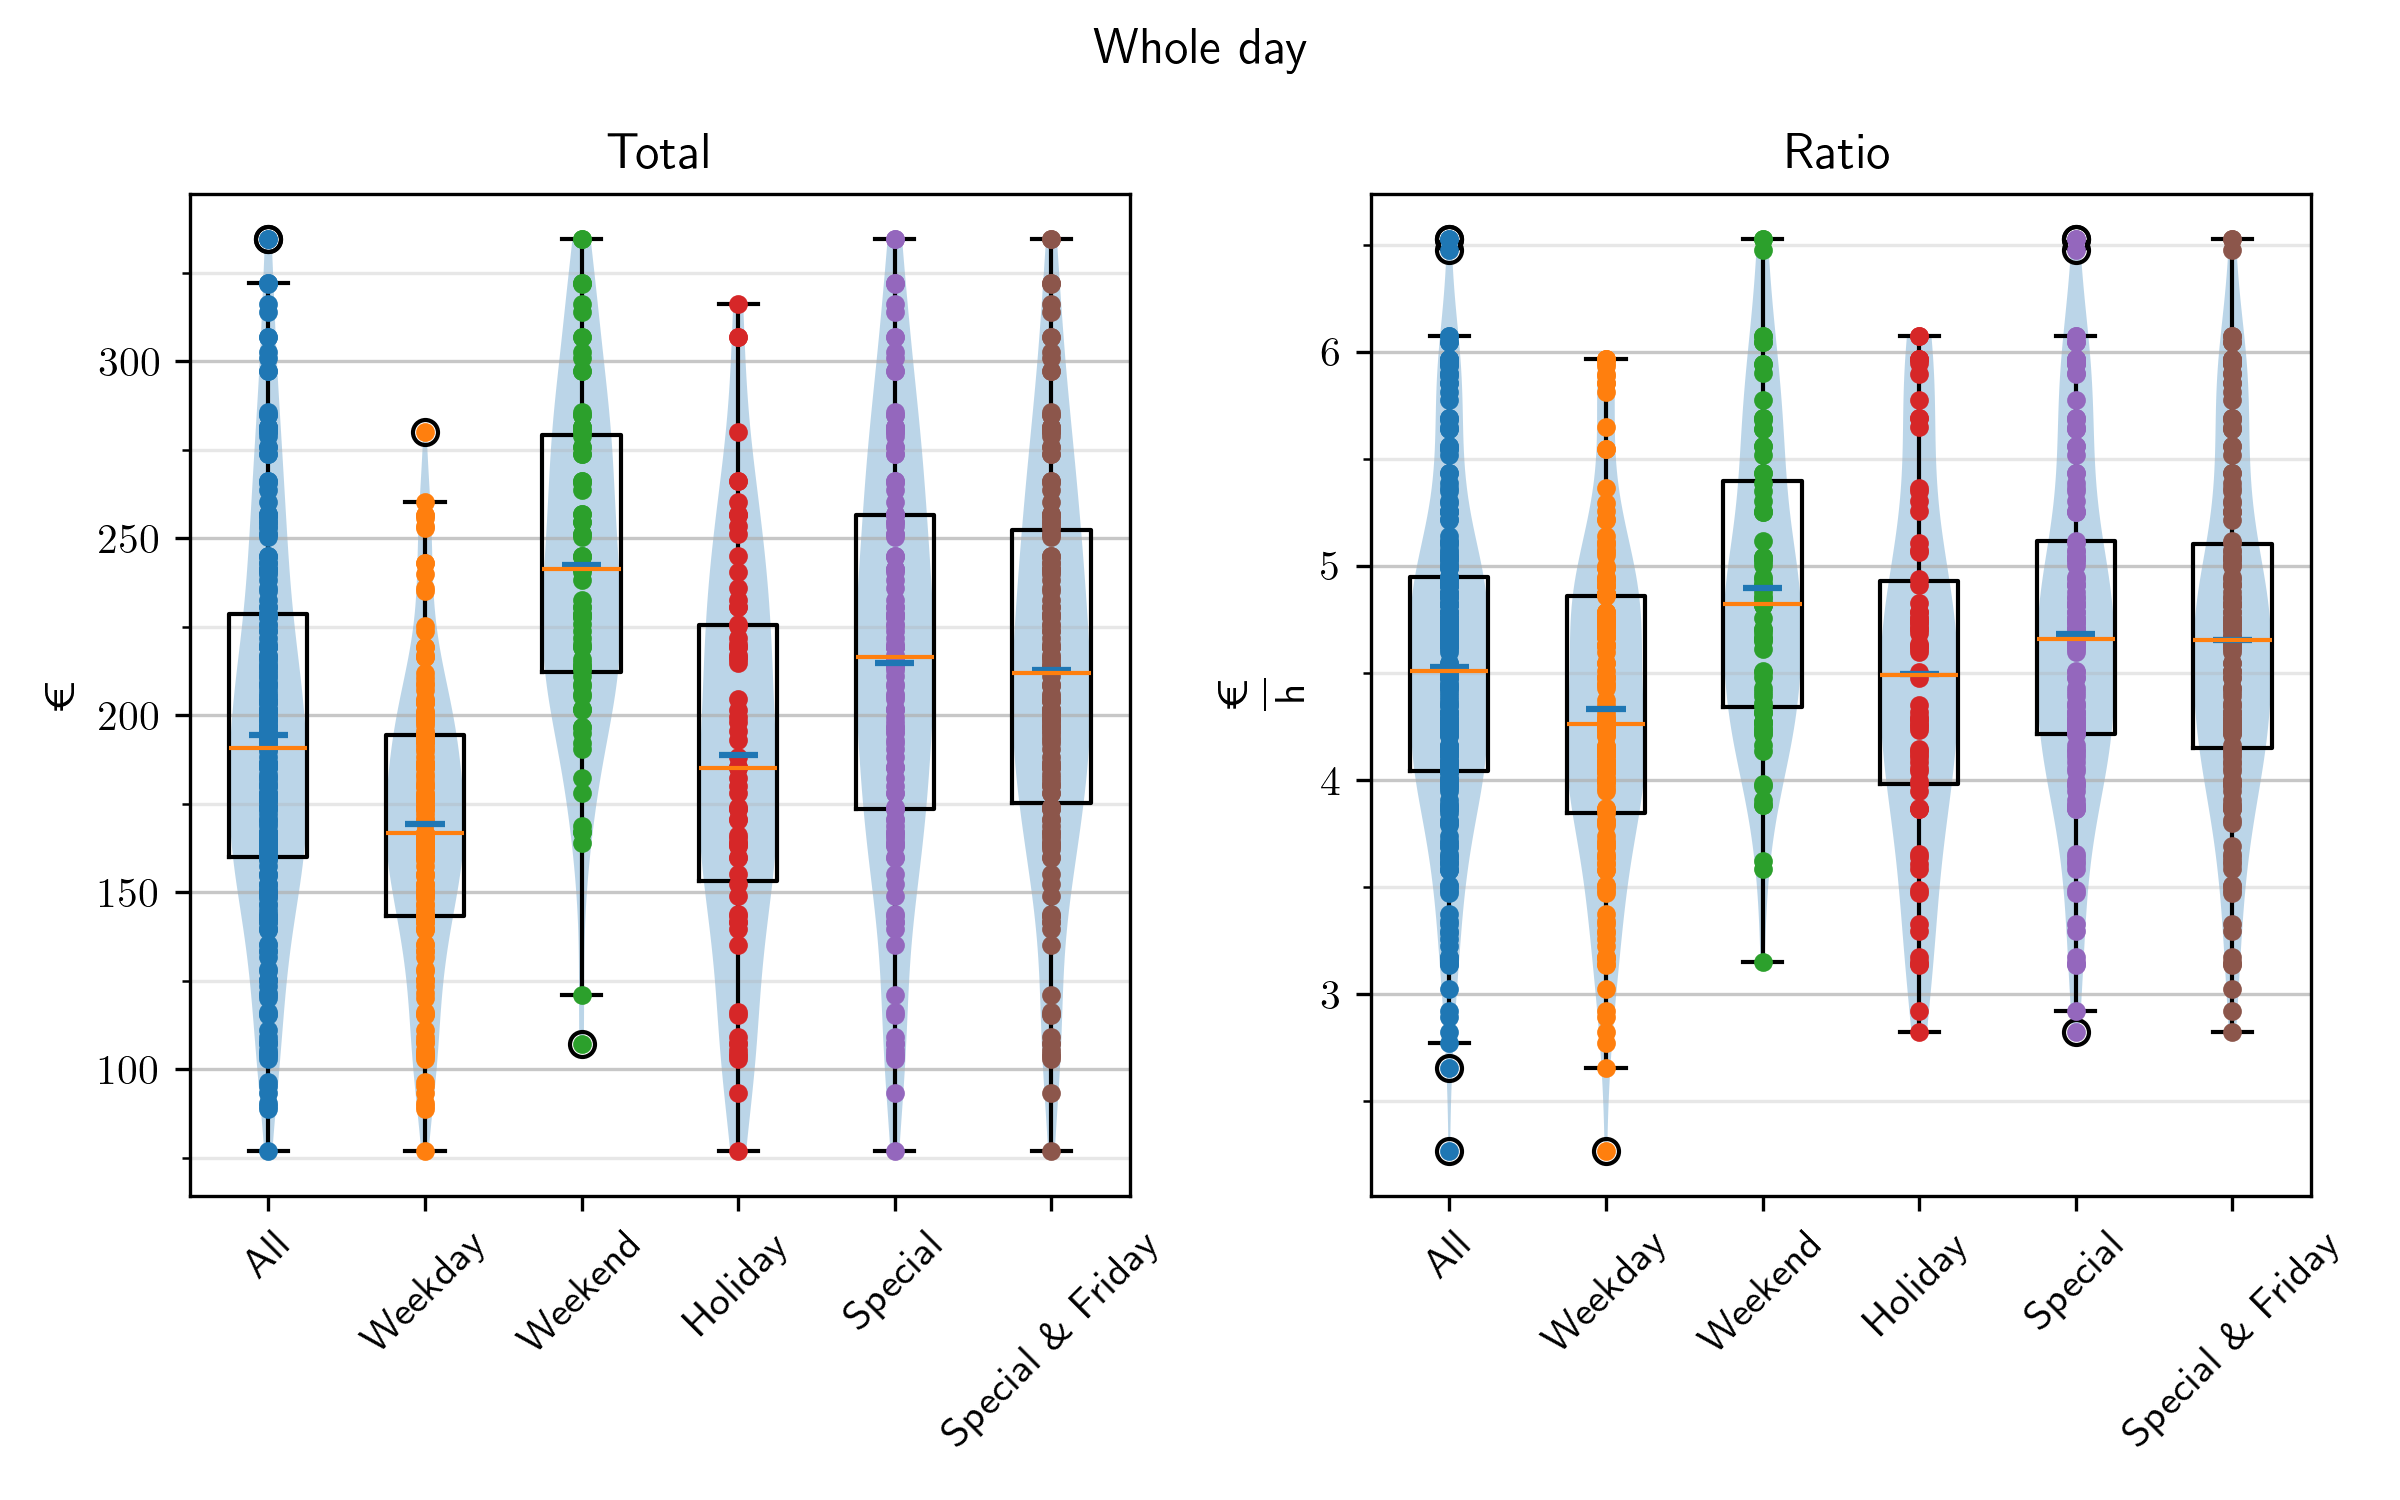 Whole day
Total
€
300
250
200
150
100
All
Weekday
Weekend
Holiday
Special
Special & Friday
Ratio
€
h
6
5
4
3
All
Weekday
Weekend
Holiday
Special
Special & Friday